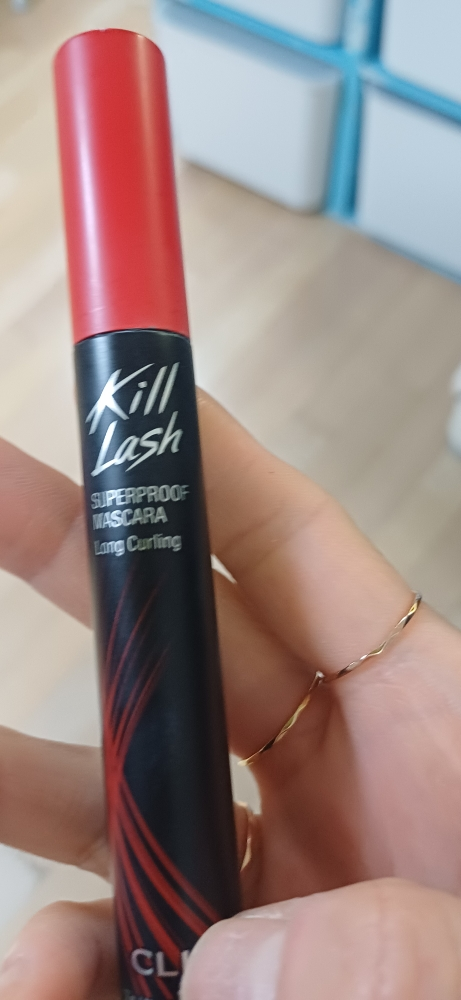 Kill
Lash
SUPERPROOF
MASCARA
Long Curling